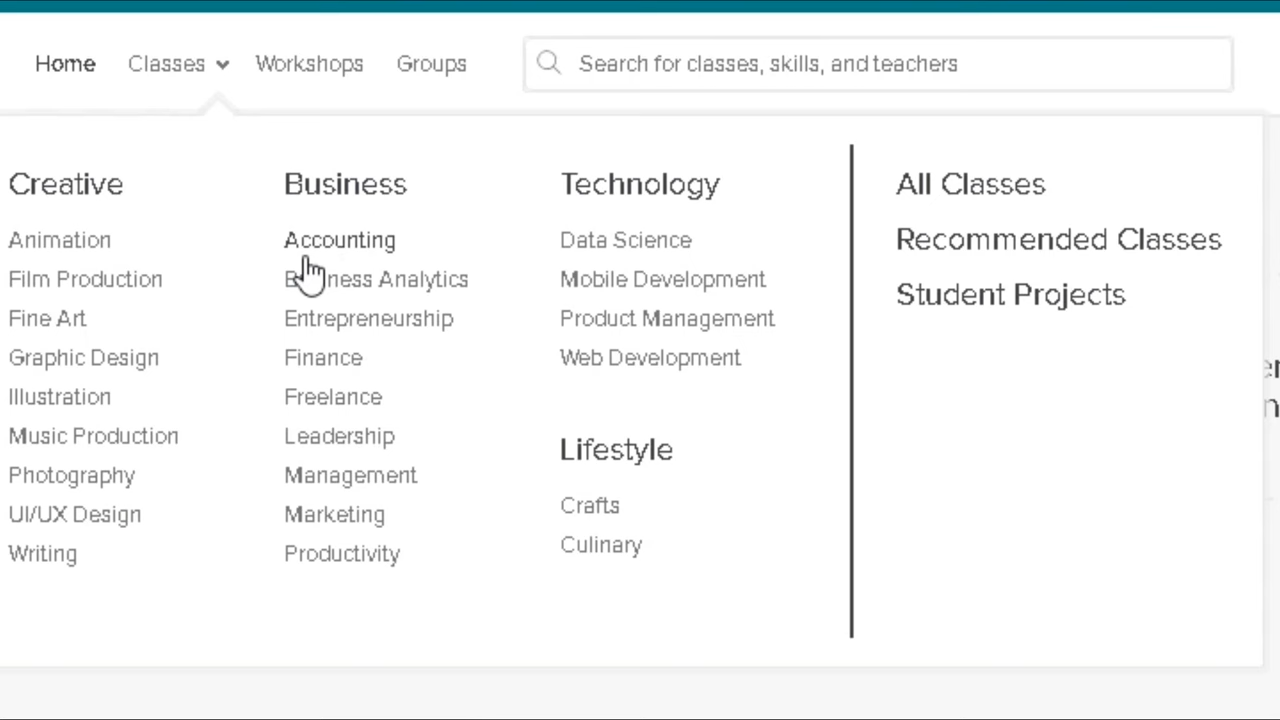 Home Classes Workshops Groups Search for classes, skills, and teachers
Creative
Animation
Film Production
Fine Art
Graphic Design
Illustration
Music Production
Photography
UI/UX Design
Writing
Business
Accounting
Business Analytics
Entrepreneurship
Finance
Freelance
Leadership
Management
Marketing
Productivity
Technology
Data Science
Mobile Development
Product Management
Web Development
Lifestyle
Crafts
Culinary
All Classes
Recommended Classes
Student Projects